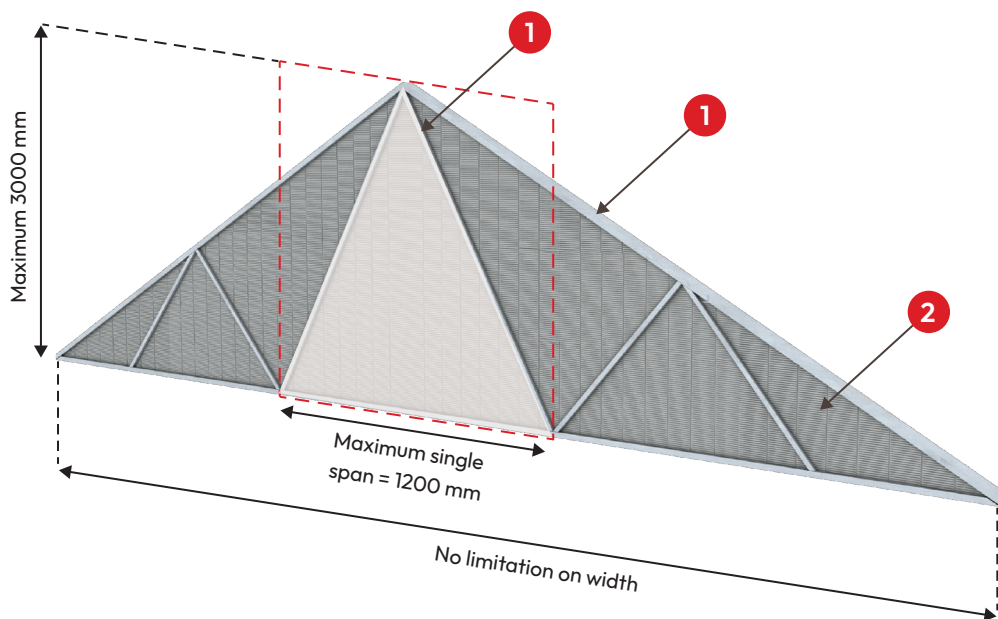 1
1
Maximum 3000 mm
2
Maximum single
span = 1200 mm
No limitation on width